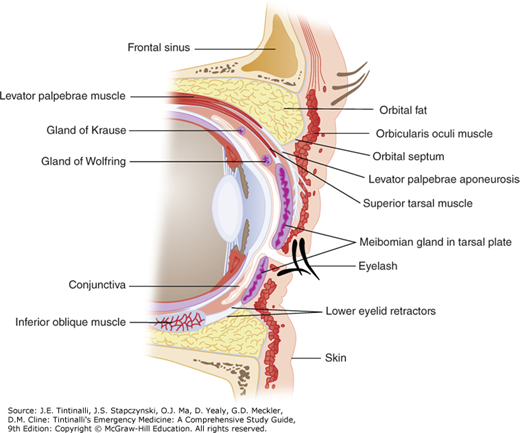 Frontal sinus
Levator palpebrae muscle
Orbital fat
Gland of Krause
Orbicularis oculi muscle
Orbital septum
Gland of Wolfring
Levator palpebrae aponeurosis
Superior tarsal muscle
Meibomian gland in tarsal plate
Eyelash
Conjunctiva
Lower eyelid retractors
Inferior oblique muscle
Skin
Source: J.E. Tintinalli, J.S. Stapczynski, O.J. Ma, D. Yealy, G.D. Meckler,
D.M. Cline: Tintinalli's Emergency Medicine: A Comprehensive Study Guide,
9th Edition: Copyright © McGraw-Hill Education. All rights reserved.